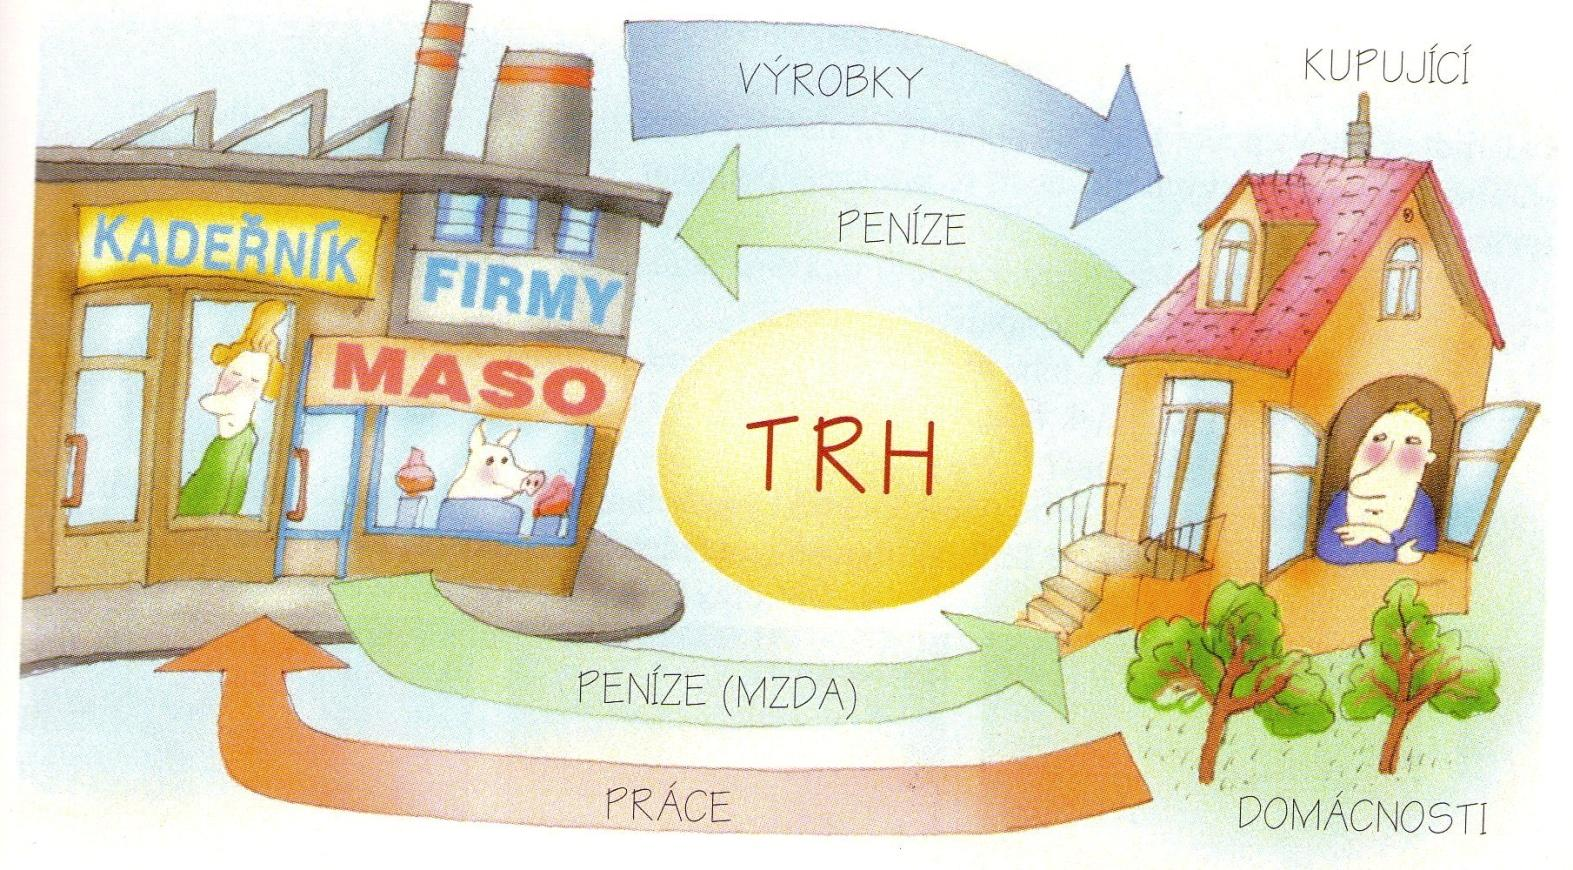 VÝROBKY
KUPUJÍCÍ
PENÍZE
KADEŘNÍK
FIRMY
MASO
TRH
PENÍZE (MZDA)
PRÁCE
DOMÁCNOSTI